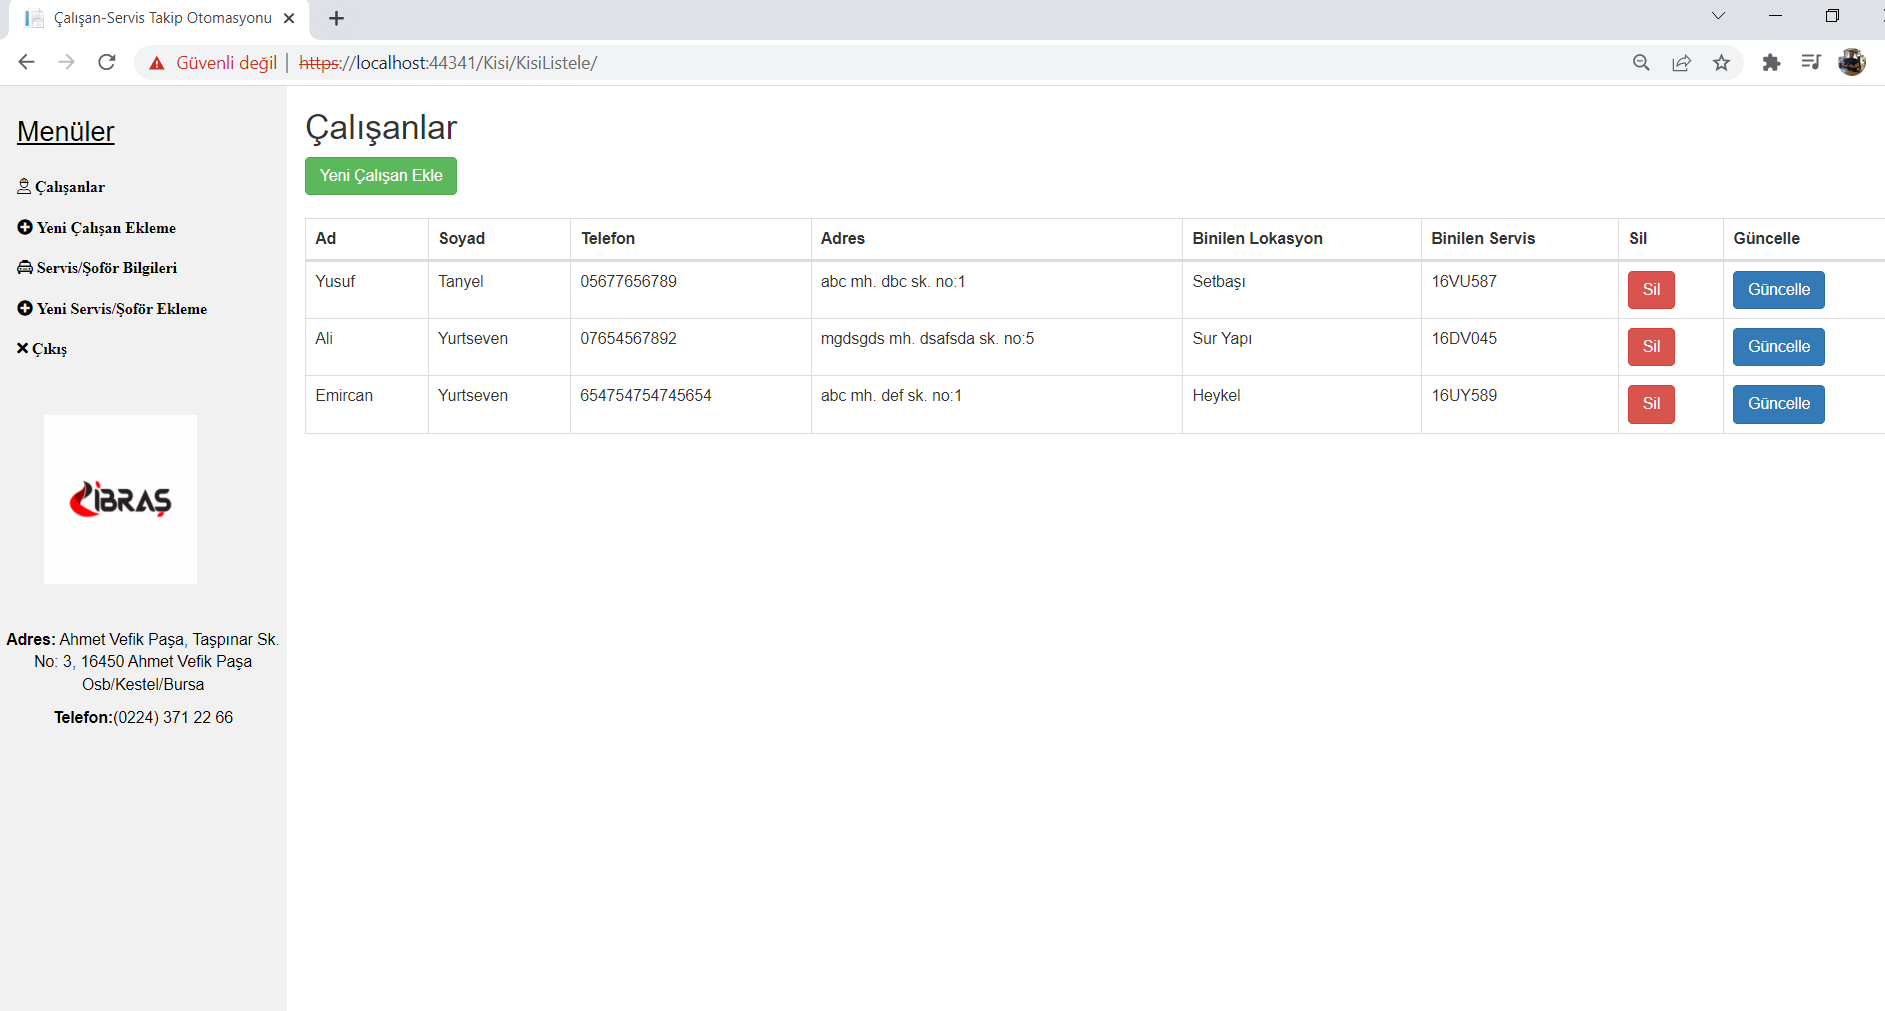 Çalışan-Servis Takip Otomasyonu
Güvenli değil | https://localhost:44341/Kisi/KisiListele/
Menüler
Çalışanlar
Yeni Çalışan Ekleme
Servis/Şoför Bilgileri
Yeni Servis/Şoför Ekleme
Çıkış
İBRAŞ
Adres: Ahmet Vefik Paşa, Taşpınar Sk.
No: 3, 16450 Ahmet Vefik Paşa
Osb/Kestel/Bursa
Telefon:(0224) 371 22 66
Çalışanlar
Yeni Çalışan Ekle
Ad Soyad Telefon Adres Binilen Lokasyon Binilen Servis Sil Güncelle
Yusuf Tanyel 05677656789 abc mh. dbc sk. no:1 Setbaşı 16VU587 Sil Güncelle
Ali Yurtseven 07654567892 mgdsgds mh. dsafsda sk. no:5 Sur Yapı 16DV045 Sil Güncelle
Emircan Yurtseven 654754754745654 abc mh. def sk. no:1 Heykel 16UY589 Sil Güncelle